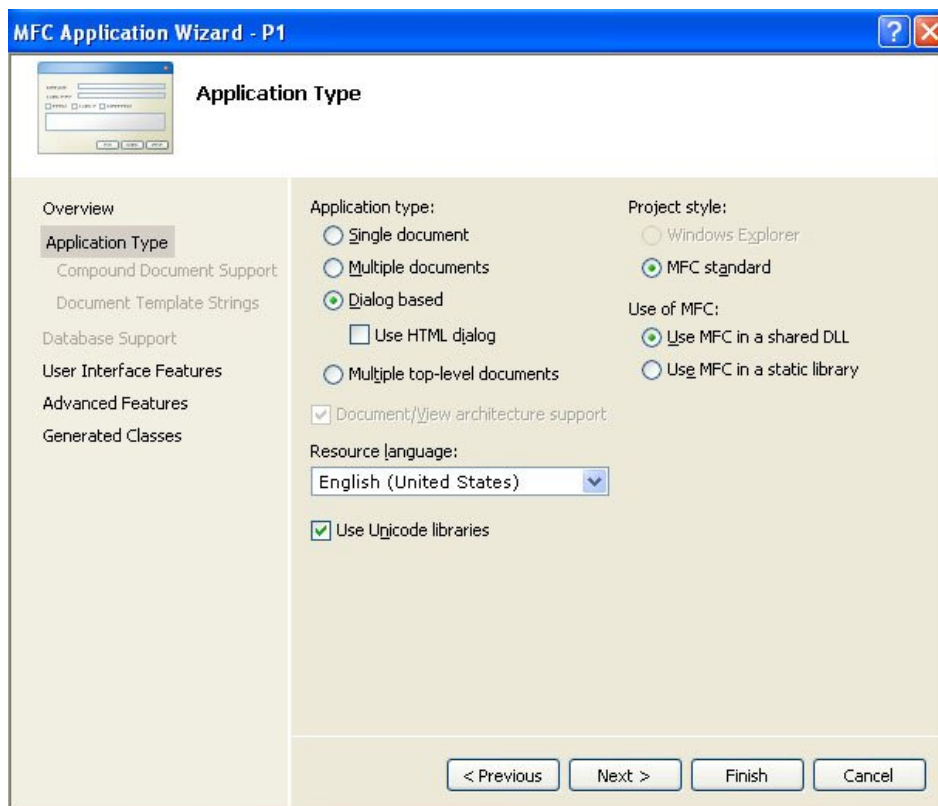 MFC Application Wizard - P1
Application Type
Overview
Application Type
Compound Document Support
Document Template Strings
Database Support
User Interface Features
Advanced Features
Generated Classes
Application type:
Single document
Multiple documents
Dialog based
Use HTML dialog
Multiple top-level documents
Document/View architecture support
Resource language:
English (United States)
Use Unicode libraries
Project style:
Windows Explorer
MFC standard
Use of MFC:
Use MFC in a shared DLL
Use MFC in a static library
< Previous
Next >
Finish
Cancel